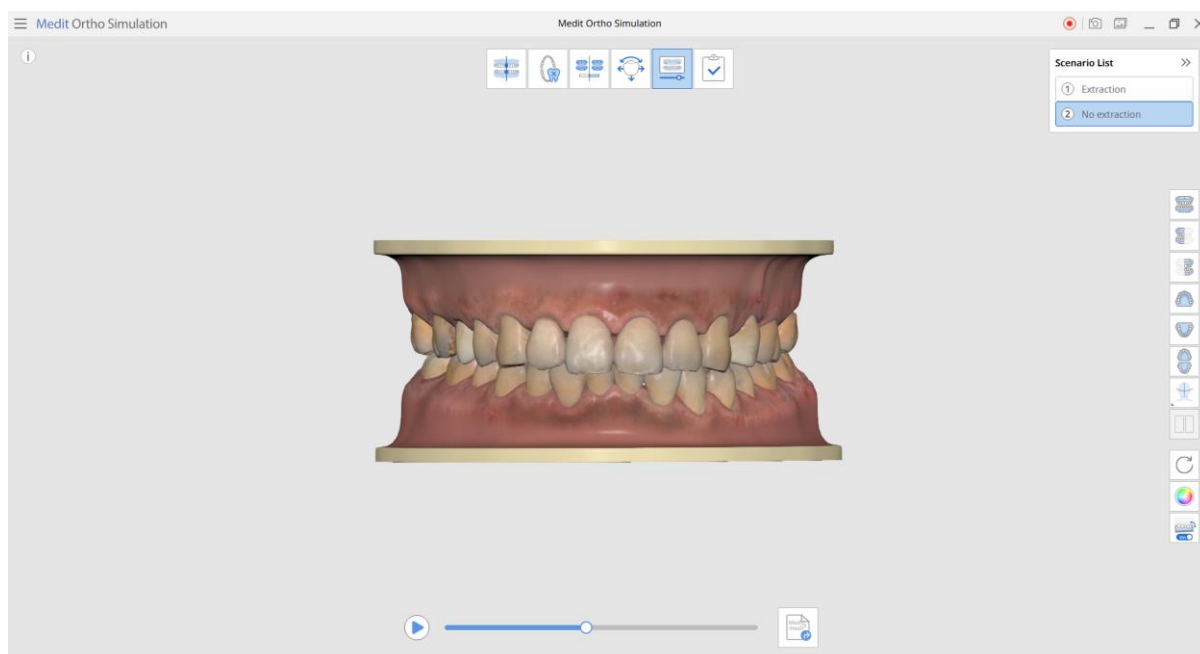 Medit Ortho Simulation
Medit Ortho Simulation
Scenario List
1 Extraction
2 No extraction